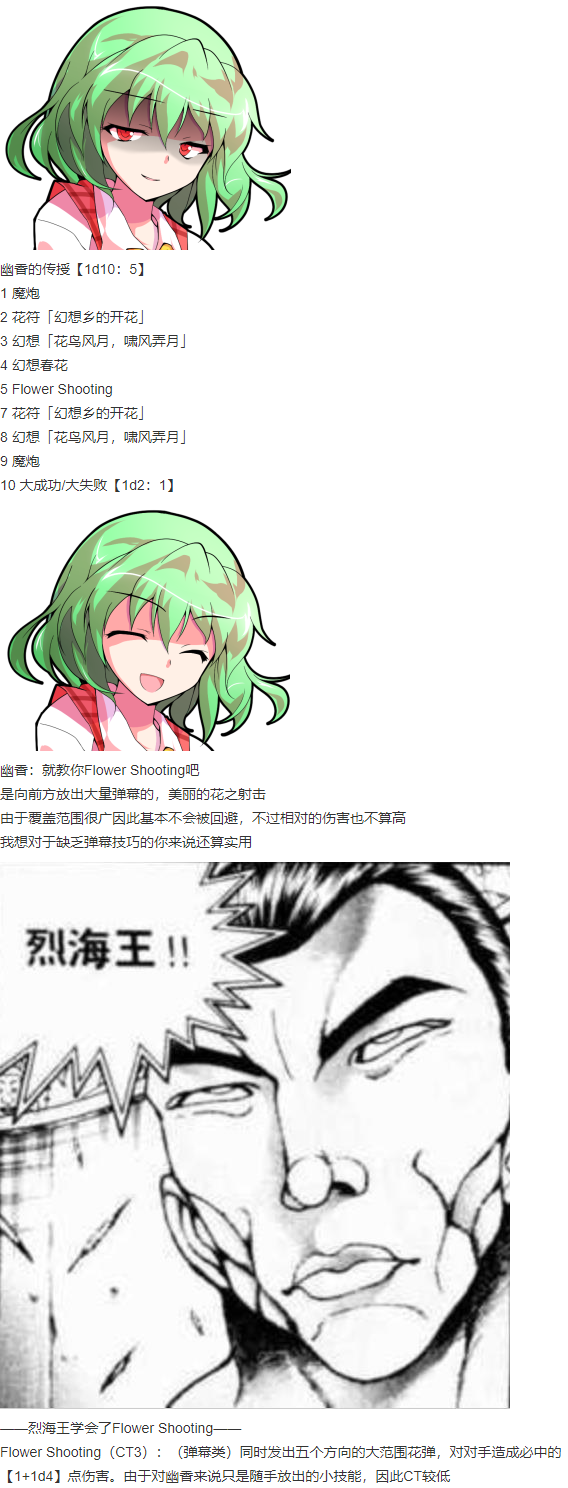 幽香的传授【1d10：5】
1 魔炮
2 花符「幻想乡的开花」
3 幻想「花鸟风月，啸风弄月」
4 幻想春花
5 Flower Shooting
7 花符「幻想乡的开花」
8 幻想「花鸟风月，啸风弄月」
9 魔炮
10 大成功/大失败【1d2：1】
幽香：就教你Flower Shooting吧
是向前方放出大量弹幕的，美丽的花之射击
由于覆盖范围很广因此基本不会被回避，不过相对的伤害也不算高
我想对于缺乏弹幕技巧的你来说还算实用
烈海王!!
——烈海王学会了Flower Shooting——
Flower Shooting（CT3）：（弹幕类）同时发出五个方向的大范围花弹，对对手造成必中的
【1+1d4】点伤害。由于对幽香来说只是随手放出的小技能，因此CT较低